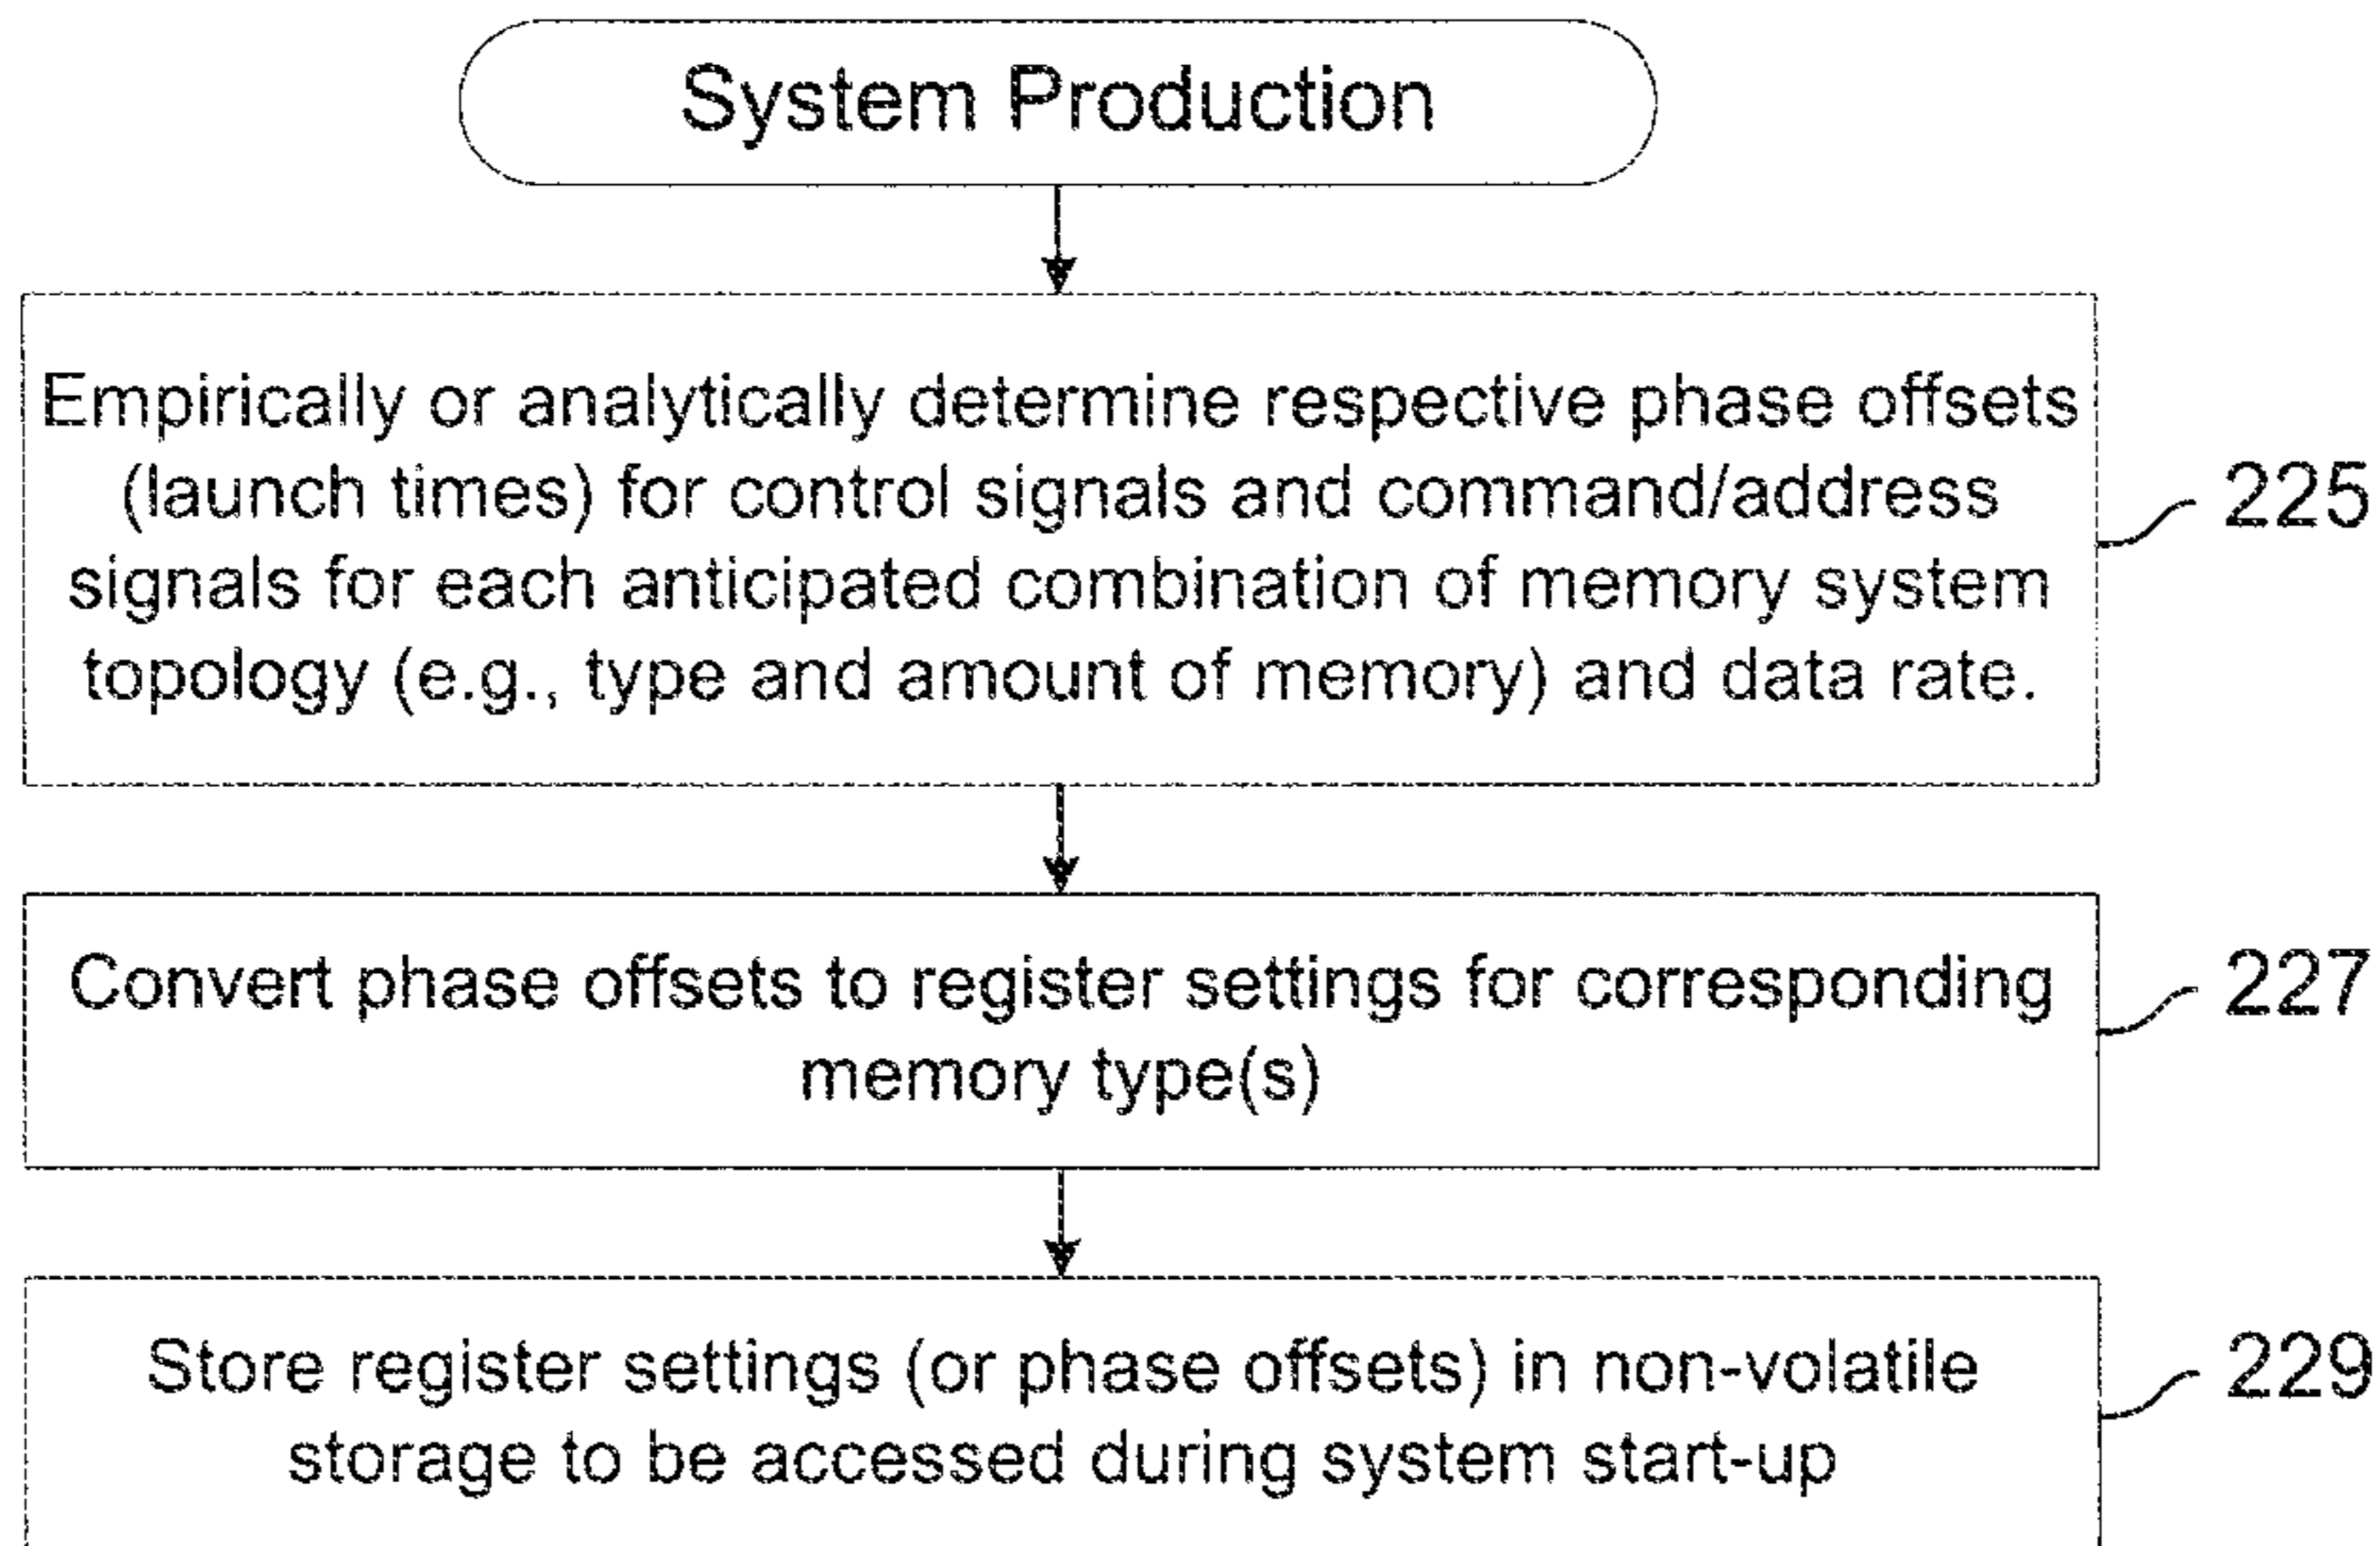 System Production
Empirically or analytically determine respective phase offsets
(launch times) for control signals and command/address
signals for each anticipated combination of memory system
topology (e.g., type and amount of memory) and data rate.
225
Convert phase offsets to register settings for corresponding
memory type(s)
227
Store register settings (or phase offsets) in non-volatile
storage to be accessed during system start-up
229